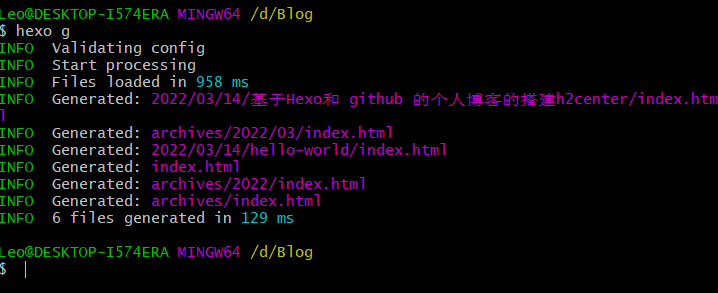 Leo@DESKTOP-I574ERA MINGW64 /d/Blog
$ hexo g
INFO  Validating config
INFO  Start processing
INFO  Files loaded in 958 ms
INFO  Generated: 2022/03/14/基于Hexo和 github 的个人博客的搭建h2center/index.htm
l
INFO  Generated: archives/2022/03/index.html
INFO  Generated: 2022/03/14/hello-world/index.html
INFO  Generated: index.html
INFO  Generated: archives/2022/index.html
INFO  Generated: archives/index.html
INFO  6 files generated in 129 ms
Leo@DESKTOP-I574ERA MINGW64 /d/Blog
$